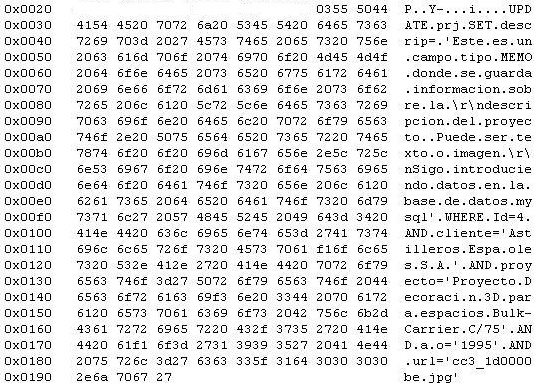 0x0020 0355 5044 P..Y-...i....UPD
0x0030 4154 4520 7072 6a20 5345 5420 6465 7363 ATE.prj.SET.desc
0x0040 7269 703d 2027 4573 7465 2065 7320 756e rip=.'Este.es.un
0x0050 2063 616d 706f 2074 6970 6f20 4d45 4d4f .campo.tipo.MEMO
0x0060 2064 6f6e 6465 2073 6520 6775 6172 6461 .donde.se.guarda
0x0070 2069 6e66 6f72 6d61 6369 6f6e 2073 6f62 .informacion.sob
0x0080 7265 206c 6120 5c72 5c6e 6465 7363 7269 re.la.\r\ndescri
0x0090 7063 696f 6e20 6465 6c20 7072 6f79 6563 pcion.del.proyec
0x00a0 746f 2e20 5075 6564 6520 7365 7220 7465 to..Puede.ser.te
0x00b0 7874 6f20 6f20 696d 6167 656e 2e5c 725c xto.o.imagen.\r\
0x00c0 6e53 6967 6f20 696e 7472 6f64 7563 6965 nSigo.introducie
0x00d0 6e64 6f20 6461 746f 7320 656e 206c 6120 ndo.datos.en.la.
0x00e0 6261 7365 2064 6520 6461 746f 7320 6d79 base.de.datos.my
0x00f0 7371 6c27 2057 4845 5245 2049 643d 3420 sql'.WHERE.Id=4.
0x0100 414e 4420 636c 6965 6e74 653d 2741 7374 AND.cliente='Ast
0x0110 696c 6c65 726f 7320 4573 7061 f16f 6c65 illeros.Espa.ole
0x0120 7320 532e 412e 2720 414e 4420 7072 6f79 s.S.A.'.AND.proy
0x0130 6563 746f 3d27 5072 6f79 6563 746f 2044 ecto='Proyecto.D
0x0140 6563 6f72 6163 69f3 6e20 3344 2070 6172 ecoraci.n.3D.par
0x0150 6120 6573 7061 6369 6f73 2042 756c 6b2d a.espacios.Bulk-
0x0160 4361 7272 6965 7220 432f 3735 2720 414e Carrier.C/75'.AN
0x0170 4420 61f1 6f3d 2731 3939 3527 2041 4e44 D.a.o='1995'.AND
0x0180 2075 726c 3d27 6363 335f 3164 3030 3030 .url='cc3_1d0000
0x0190 2e6a 7067 27 be.jpg'